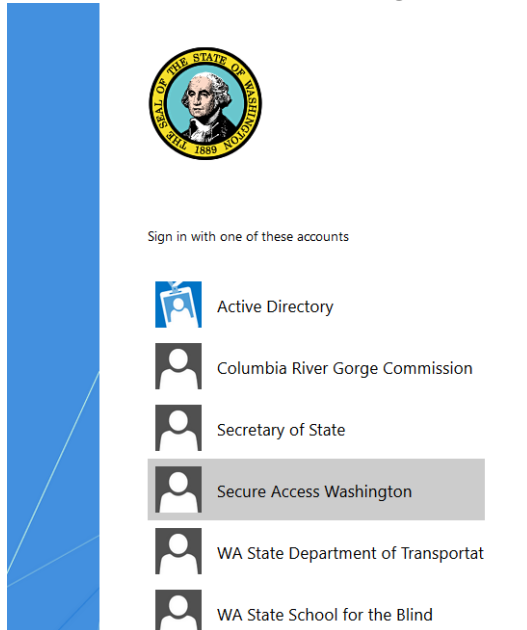 THE SEAL OF THE STATE OF WASHINGTON
1889
Sign in with one of these accounts
Active Directory
Columbia River Gorge Commission
Secretary of State
Secure Access Washington
WA State Department of Transportat
WA State School for the Blind